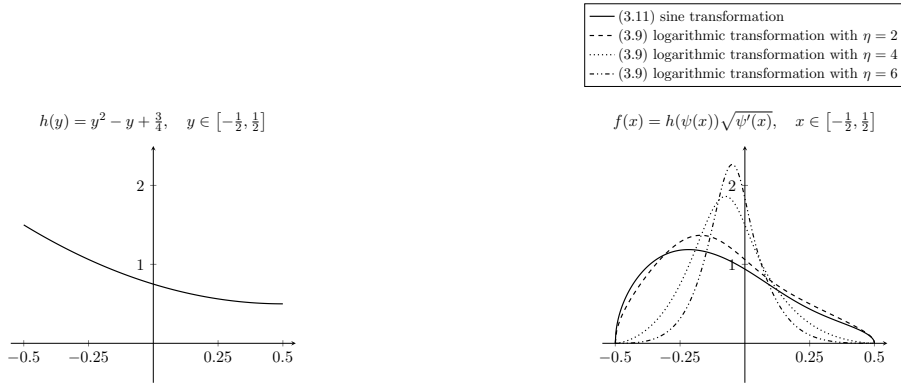 (3.11) sine transformation
(3.9) logarithmic transformation with η = 2
(3.9) logarithmic transformation with η = 4
(3.9) logarithmic transformation with η = 6
h(y) = y² − y + 3/4, y ∈ [−1/2, 1/2]
2
1
−0.5 −0.25 0.25 0.5
f(x) = h(ψ(x))√ψ′(x), x ∈ [−1/2, 1/2]
2
1
−0.5 −0.25 0.25 0.5